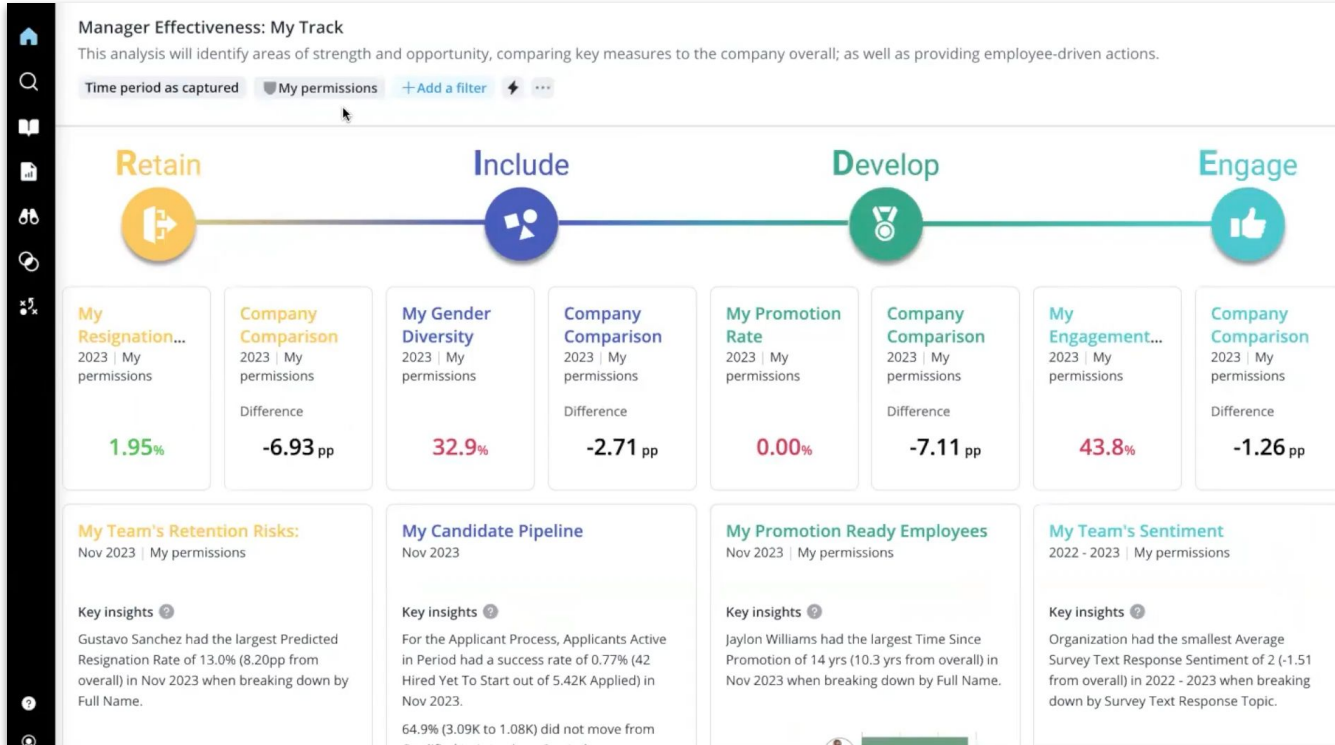 Manager Effectiveness: My Track
This analysis will identify areas of strength and opportunity, comparing key measures to the company overall; as well as providing employee-driven actions.
Time period as captured My permissions +Add a filter ...
Retain Include Develop Engage
My
Resignation...
2023 | My
permissions
1.95%
Company
Comparison
2023 | My
permissions
Difference
-6.93 pp
My Gender
Diversity
2023 | My
permissions
32.9%
Company
Comparison
2023 | My
permissions
Difference
-2.71 pp
My Promotion
Rate
2023 | My
permissions
0.00%
Company
Comparison
2023 | My
permissions
Difference
-7.11 pp
My
Engagement...
2023 | My
permissions
43.8%
Company
Comparison
2023 | My
permissions
Difference
-1.26 pp
My Team's Retention Risks:
Nov 2023 | My permissions
Key insights ?
Gustavo Sanchez had the largest Predicted
Resignation Rate of 13.0% (8.20pp from
overall) in Nov 2023 when breaking down by
Full Name.
My Candidate Pipeline
Nov 2023
Key insights ?
For the Applicant Process, Applicants Active
in Period had a success rate of 0.77% (42
Hired Yet To Start out of 5.42K Applied) in
Nov 2023.
64.9% (3.09K to 1.08K) did not move from
My Promotion Ready Employees
Nov 2023 | My permissions
Key insights ?
Jaylon Williams had the largest Time Since
Promotion of 14 yrs (10.3 yrs from overall) in
Nov 2023 when breaking down by Full Name.
My Team's Sentiment
2022 - 2023 | My permissions
Key insights ?
Organization had the smallest Average
Survey Text Response Sentiment of 2 (-1.51
from overall) in 2022 - 2023 when breaking
down by Survey Text Response Topic.
?